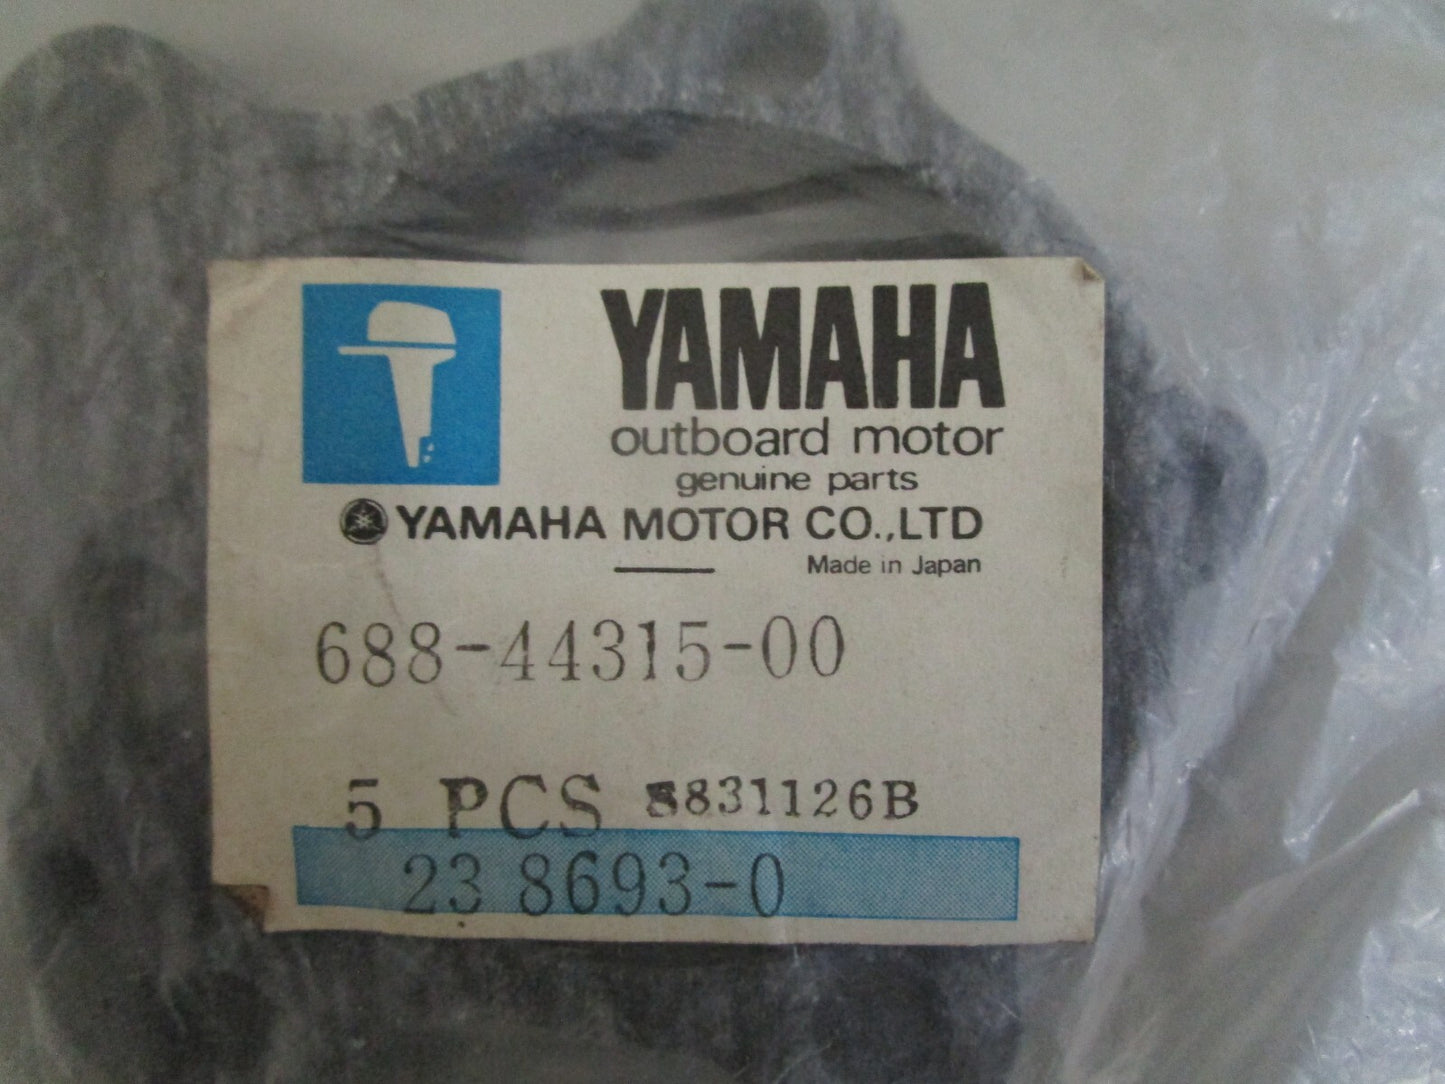 YAMAHA
outboard motor
genuine parts
YAMAHA MOTOR CO.,LTD
Made in Japan
688-44315-00
5 PCS 8831126B
23 8693-0